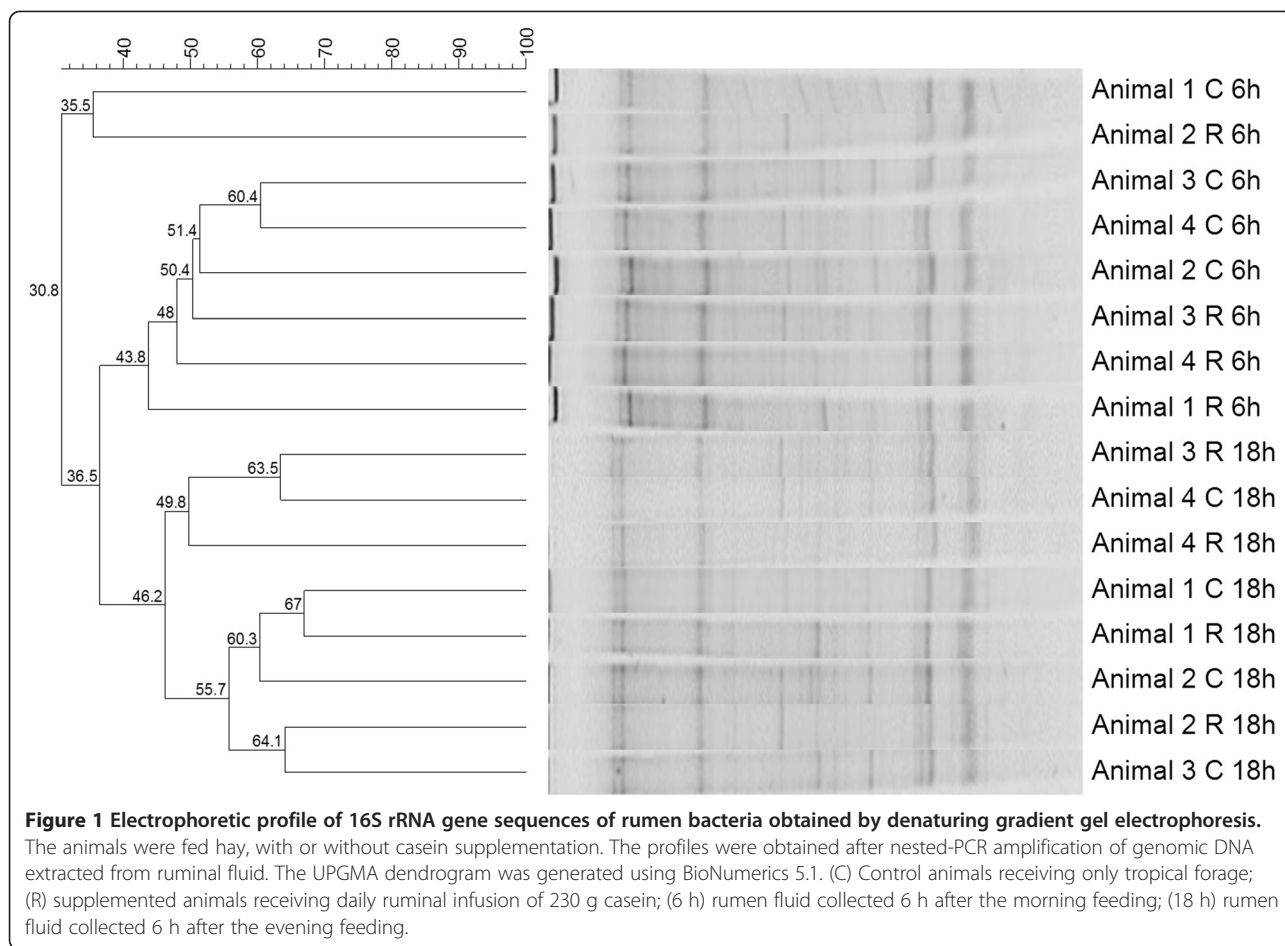 40 50 60 70 80 90 100
35.5
30.8
60.4
51.4
50.4
48
43.8
36.5
63.5
49.8
46.2
67
60.3
55.7
64.1
Animal 1 C 6h
Animal 2 R 6h
Animal 3 C 6h
Animal 4 C 6h
Animal 2 C 6h
Animal 3 R 6h
Animal 4 R 6h
Animal 1 R 6h
Animal 3 R 18h
Animal 4 C 18h
Animal 4 R 18h
Animal 1 C 18h
Animal 1 R 18h
Animal 2 C 18h
Animal 2 R 18h
Animal 3 C 18h
Figure 1 Electrophoretic profile of 16S rRNA gene sequences of rumen bacteria obtained by denaturing gradient gel electrophoresis.
The animals were fed hay, with or without casein supplementation. The profiles were obtained after nested-PCR amplification of genomic DNA
extracted from ruminal fluid. The UPGMA dendrogram was generated using BioNumerics 5.1. (C) Control animals receiving only tropical forage;
(R) supplemented animals receiving daily ruminal infusion of 230 g casein; (6 h) rumen fluid collected 6 h after the morning feeding; (18 h) rumen
fluid collected 6 h after the evening feeding.